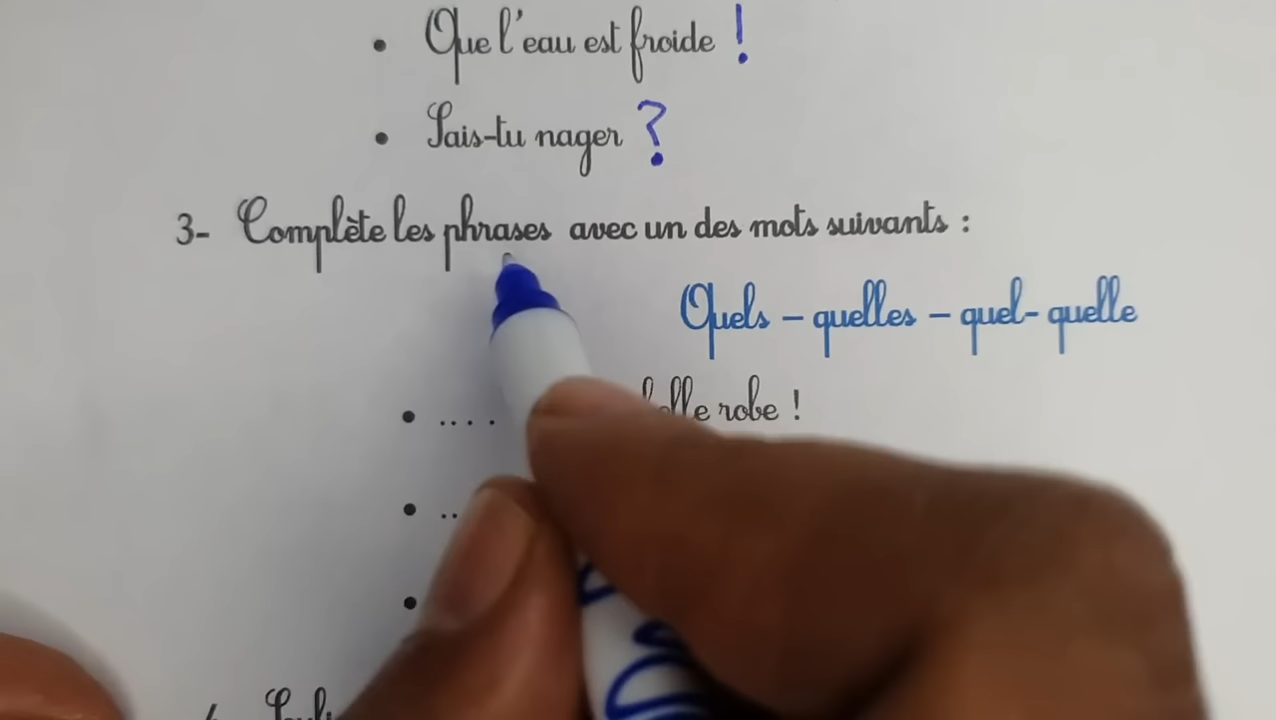 • Que l'eau est froide !
• Sais-tu nager ?
3- Complète les phrases avec un des mots suivants :
Quels - quelles - quel- quelle
• .... belle robe !
• ..
•